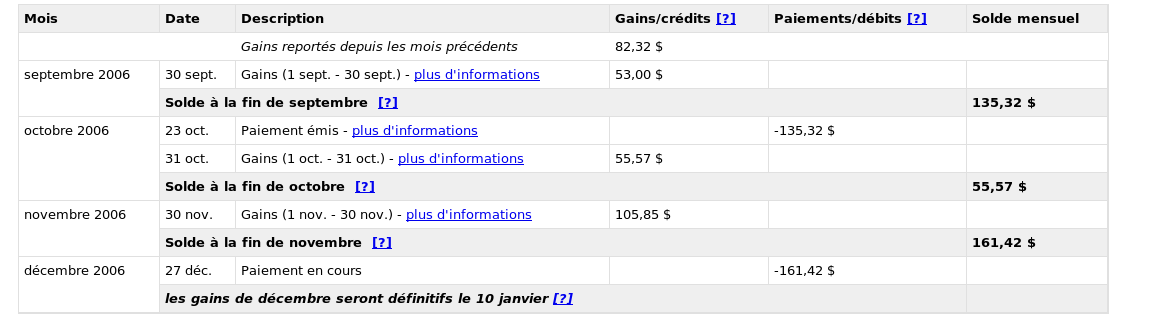 Mois Date Description Gains/crédits [?] Paiements/débits [?] Solde mensuel
Gains reportés depuis les mois précédents 82,32 $
septembre 2006 30 sept. Gains (1 sept. - 30 sept.) - plus d'informations 53,00 $
Solde à la fin de septembre [?] 135,32 $
octobre 2006 23 oct. Paiement émis - plus d'informations -135,32 $
31 oct. Gains (1 oct. - 31 oct.) - plus d'informations 55,57 $
Solde à la fin de octobre [?] 55,57 $
novembre 2006 30 nov. Gains (1 nov. - 30 nov.) - plus d'informations 105,85 $
Solde à la fin de novembre [?] 161,42 $
décembre 2006 27 déc. Paiement en cours -161,42 $
les gains de décembre seront définitifs le 10 janvier [?]